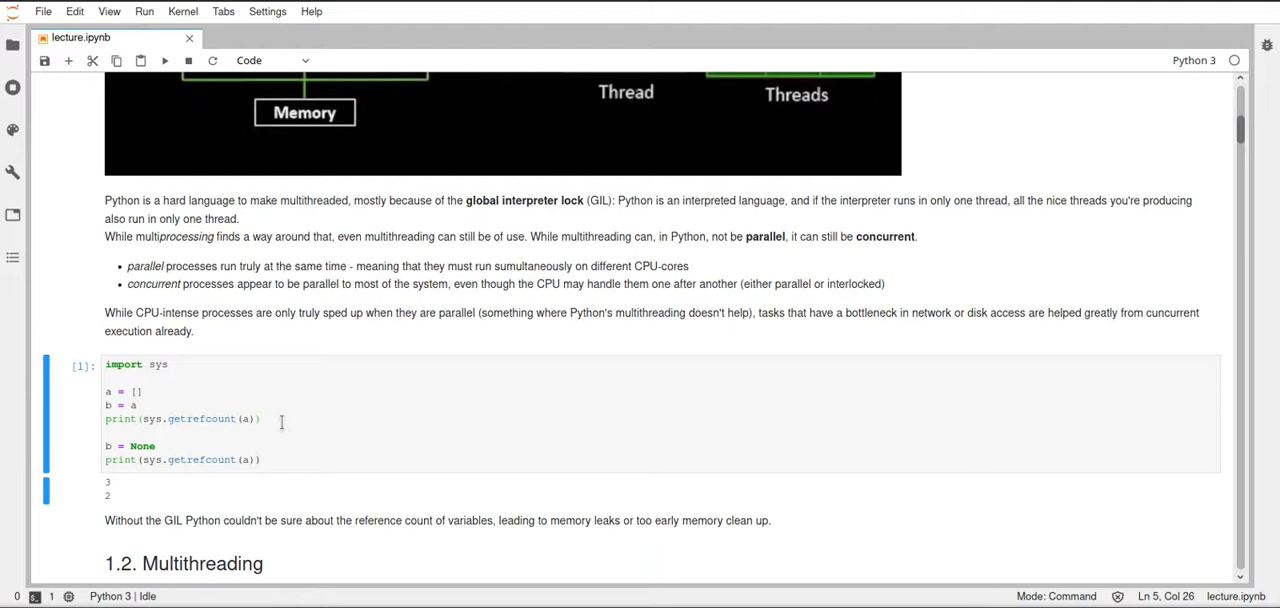 File Edit View Run Kernel Tabs Settings Help
lecture.ipynb
Code
Python 3
Memory
Thread
Threads
Python is a hard language to make multithreaded, mostly because of the global interpreter lock (GIL): Python is an interpreted language, and if the interpreter runs in only one thread, all the nice threads you're producing
also run in only one thread.
While multiprocessing finds a way around that, even multithreading can still be of use. While multithreading can, in Python, not be parallel, it can still be concurrent.
• parallel processes run truly at the same time - meaning that they must run sumultaneously on different CPU-cores
• concurrent processes appear to be parallel to most of the system, even though the CPU may handle them one after another (either parallel or interlocked)
While CPU-intense processes are only truly sped up when they are parallel (something where Python's multithreading doesn't help), tasks that have a bottleneck in network or disk access are helped greatly from cuncurrent
execution already.
[1]: import sys
a = []
b = a
print(sys.getrefcount(a))
b = None
print(sys.getrefcount(a))
3
2
Without the GIL Python couldn't be sure about the reference count of variables, leading to memory leaks or too early memory clean up.
1.2. Multithreading
0 1 Python 3 | Idle Mode: Command Ln 5, Col 26 lecture.ipynb